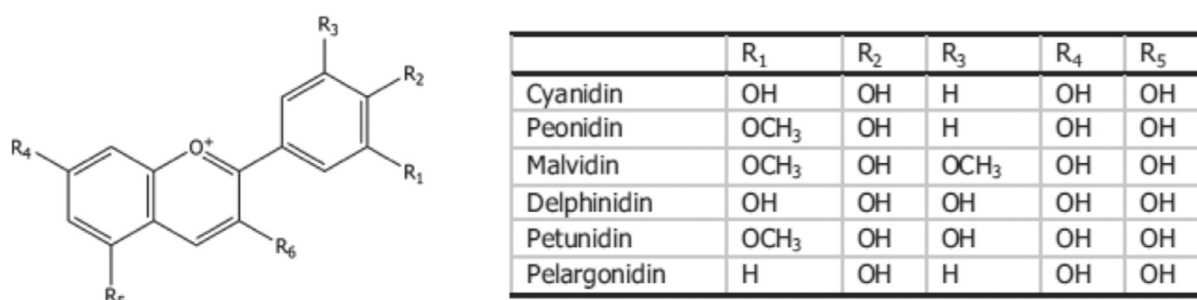 R3
R2
R4
O+
R1
R6
R5
R1 R2 R3 R4 R5
Cyanidin OH OH H OH OH
Peonidin OCH3 OH H OH OH
Malvidin OCH3 OH OCH3 OH OH
Delphinidin OH OH OH OH OH
Petunidin OCH3 OH OH OH OH
Pelargonidin H OH H OH OH